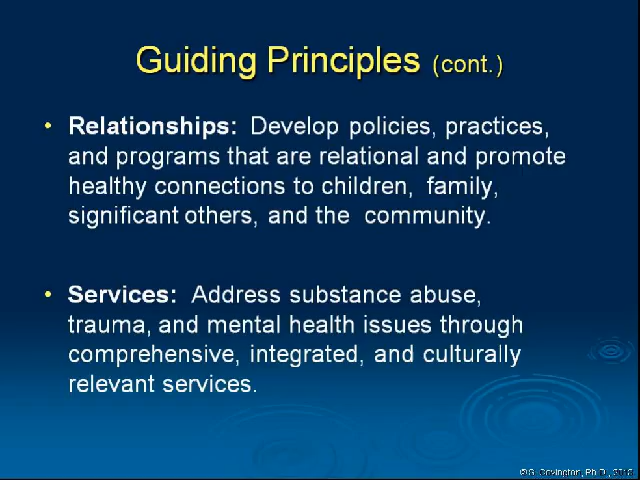 Guiding Principles (cont.)
• Relationships: Develop policies, practices,
and programs that are relational and promote
healthy connections to children, family,
significant others, and the community.
• Services: Address substance abuse,
trauma, and mental health issues through
comprehensive, integrated, and culturally
relevant services.
©S. Covington, Ph.D.,